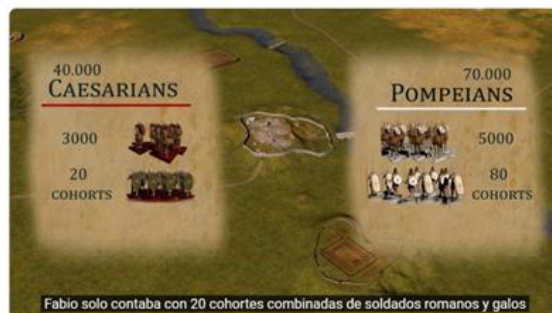 40.000
CAESARIANS
3000
20
COHORTS
70.000
POMPEIANS
5000
80
COHORTS
Fabio solo contaba con 20 cohortes combinadas de soldados romanos y galos